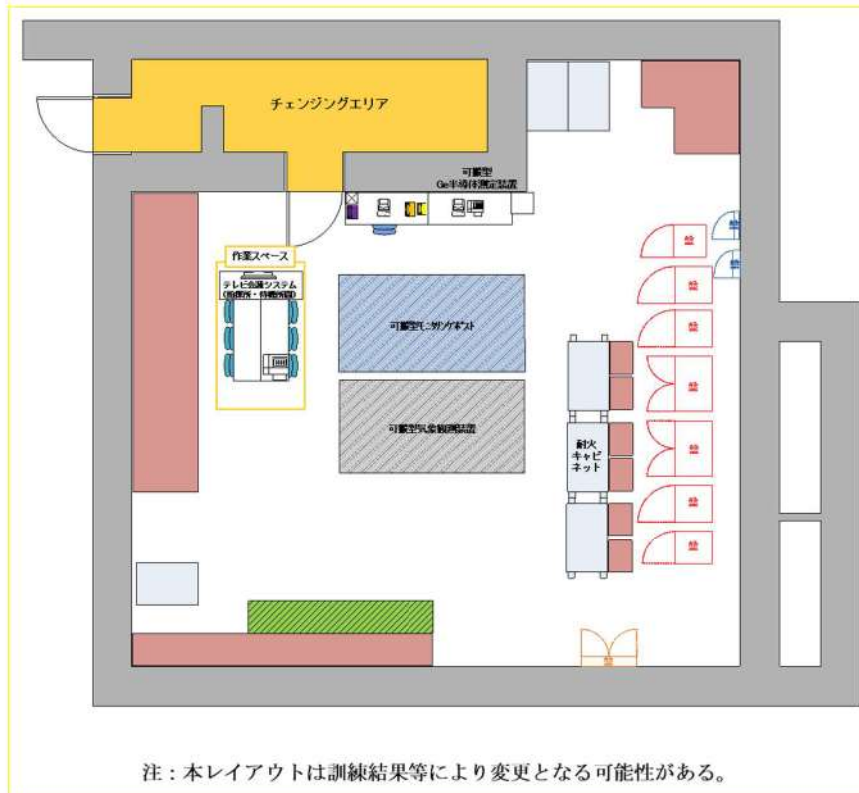 チェンジングエリア
可搬型
Ge半導体測定装置
作業スペース
テレビ会議システム
可搬型モニタリングポスト
可搬型気象観測装置
耐火
キャビ
ネット
注：本レイアウトは訓練結果等により変更となる可能性がある。